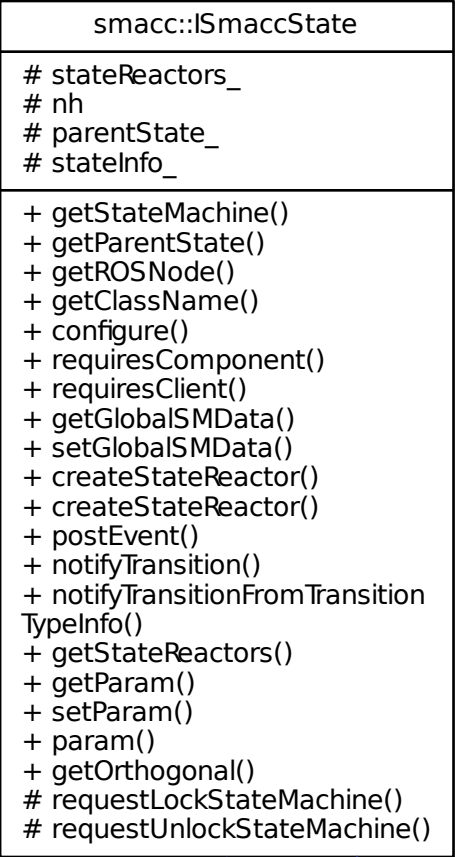 smacc::ISmaccState
# stateReactors_
# nh
# parentState_
# stateInfo_
+ getStateMachine()
+ getParentState()
+ getROSNode()
+ getClassName()
+ configure()
+ requiresComponent()
+ requiresClient()
+ getGlobalSMData()
+ setGlobalSMData()
+ createStateReactor()
+ createStateReactor()
+ postEvent()
+ notifyTransition()
+ notifyTransitionFromTransition
TypeInfo()
+ getStateReactors()
+ getParam()
+ setParam()
+ param()
+ getOrthogonal()
# requestLockStateMachine()
# requestUnlockStateMachine()